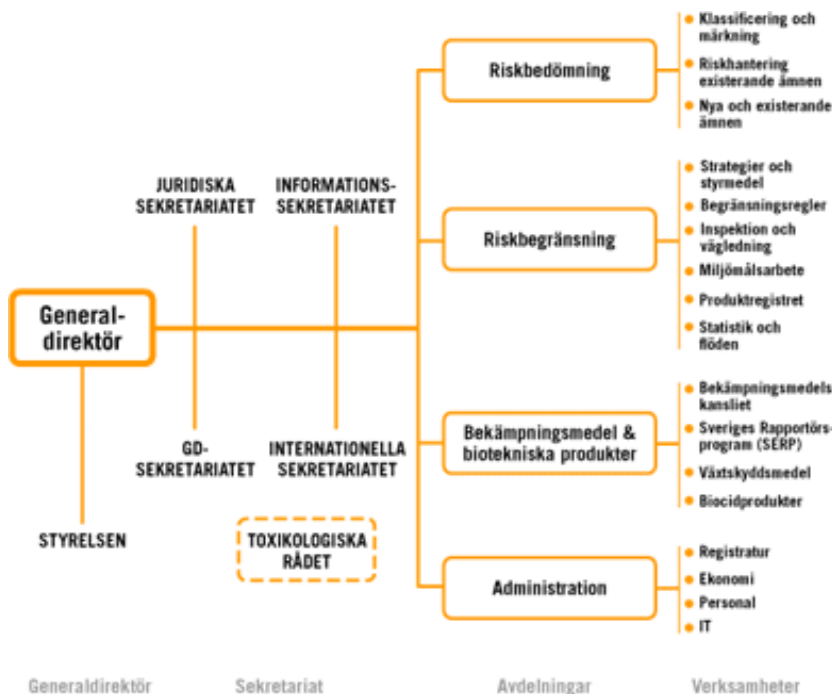 General-
direktör
STYRELSEN
JURIDISKA
SEKRETARIATET
INFORMATIONS-
SEKRETARIATET
GD-
SEKRETARIATET
INTERNATIONELLA
SEKRETARIATET
TOXIKOLOGISKA
RÅDET
Riskbedömning
Klassificering och
märkning
Riskhantering
existerande ämnen
Nya och existerande
ämnen
Riskbegränsning
Strategier och
styrmedel
Begränsningsregler
Inspektion och
vägledning
Miljömålsarbete
Produktregistret
Statistik och
flöden
Bekämpningsmedel &
biotekniska produkter
Bekämpningsmedels
kansliet
Sveriges Rapportörs-
program (SERP)
Växtskyddsmedel
Biocidprodukter
Administration
Registratur
Ekonomi
Personal
IT
Generaldirektör
Sekretariat
Avdelningar
Verksamheter